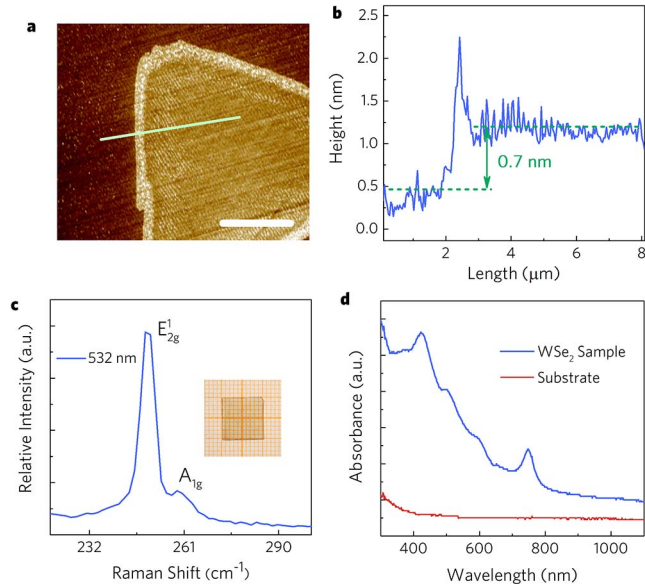 a
b
2.5
2.0
1.5
1.0
0.5
0.0
Height (nm)
0.7 nm
0 2 4 6 8
Length (μm)
c
Relative Intensity (a.u.)
532 nm
E¹2g
A1g
232 261 290
Raman Shift (cm⁻¹)
d
Absorbance (a.u.)
WSe₂ Sample
Substrate
400 600 800 1000
Wavelength (nm)